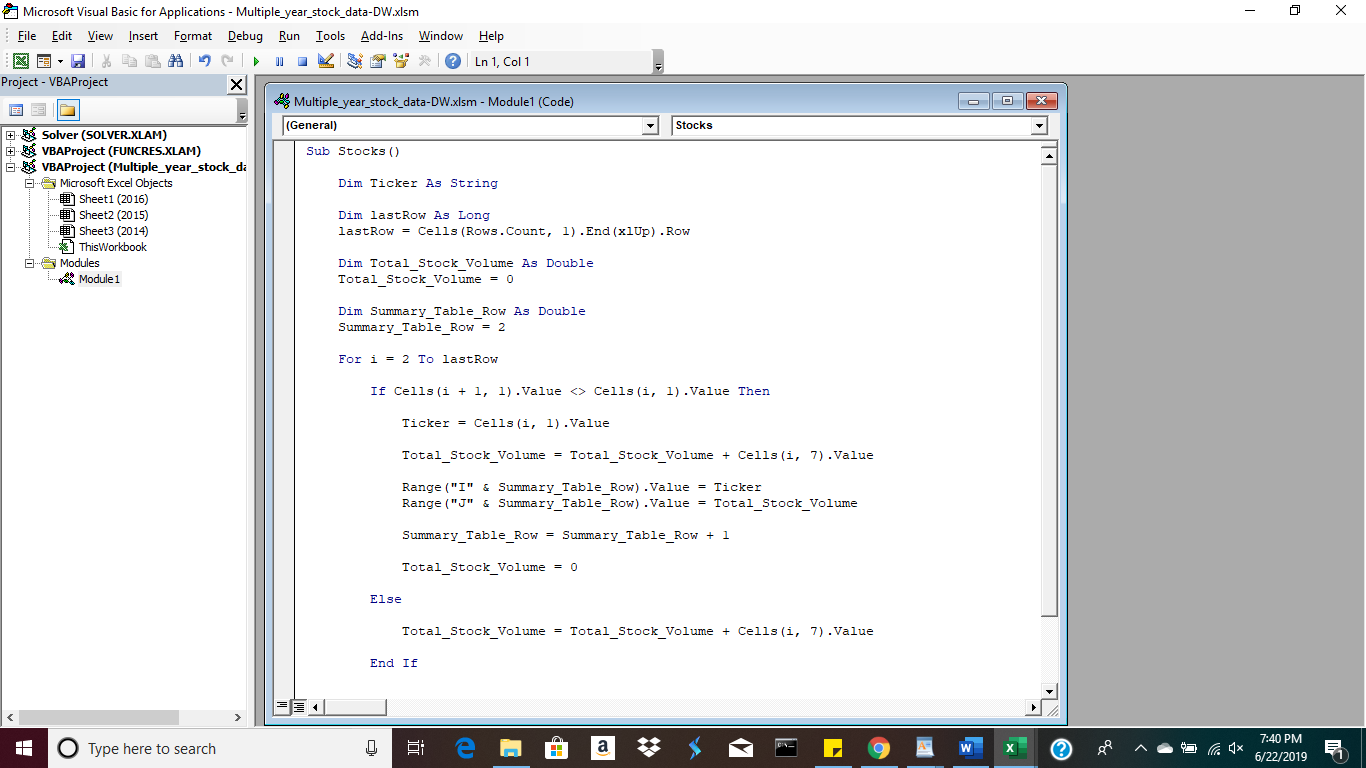 Microsoft Visual Basic for Applications - Multiple_year_stock_data-DW.xlsm
File Edit View Insert Format Debug Run Tools Add-Ins Window Help
Ln 1, Col 1
Project - VBAProject
Solver (SOLVER.XLAM)
VBAProject (FUNCRES.XLAM)
VBAProject (Multiple_year_stock_da
Microsoft Excel Objects
Sheet1 (2016)
Sheet2 (2015)
Sheet3 (2014)
ThisWorkbook
Modules
Module1
Multiple_year_stock_data-DW.xlsm - Module1 (Code)
(General) Stocks
Sub Stocks()
Dim Ticker As String
Dim lastRow As Long
lastRow = Cells(Rows.Count, 1).End(xlUp).Row
Dim Total_Stock_Volume As Double
Total_Stock_Volume = 0
Dim Summary_Table_Row As Double
Summary_Table_Row = 2
For i = 2 To lastRow
If Cells(i + 1, 1).Value <> Cells(i, 1).Value Then
Ticker = Cells(i, 1).Value
Total_Stock_Volume = Total_Stock_Volume + Cells(i, 7).Value
Range("I" & Summary_Table_Row).Value = Ticker
Range("J" & Summary_Table_Row).Value = Total_Stock_Volume
Summary_Table_Row = Summary_Table_Row + 1
Total_Stock_Volume = 0
Else
Total_Stock_Volume = Total_Stock_Volume + Cells(i, 7).Value
End If
Type here to search
7:40 PM
6/22/2019
1